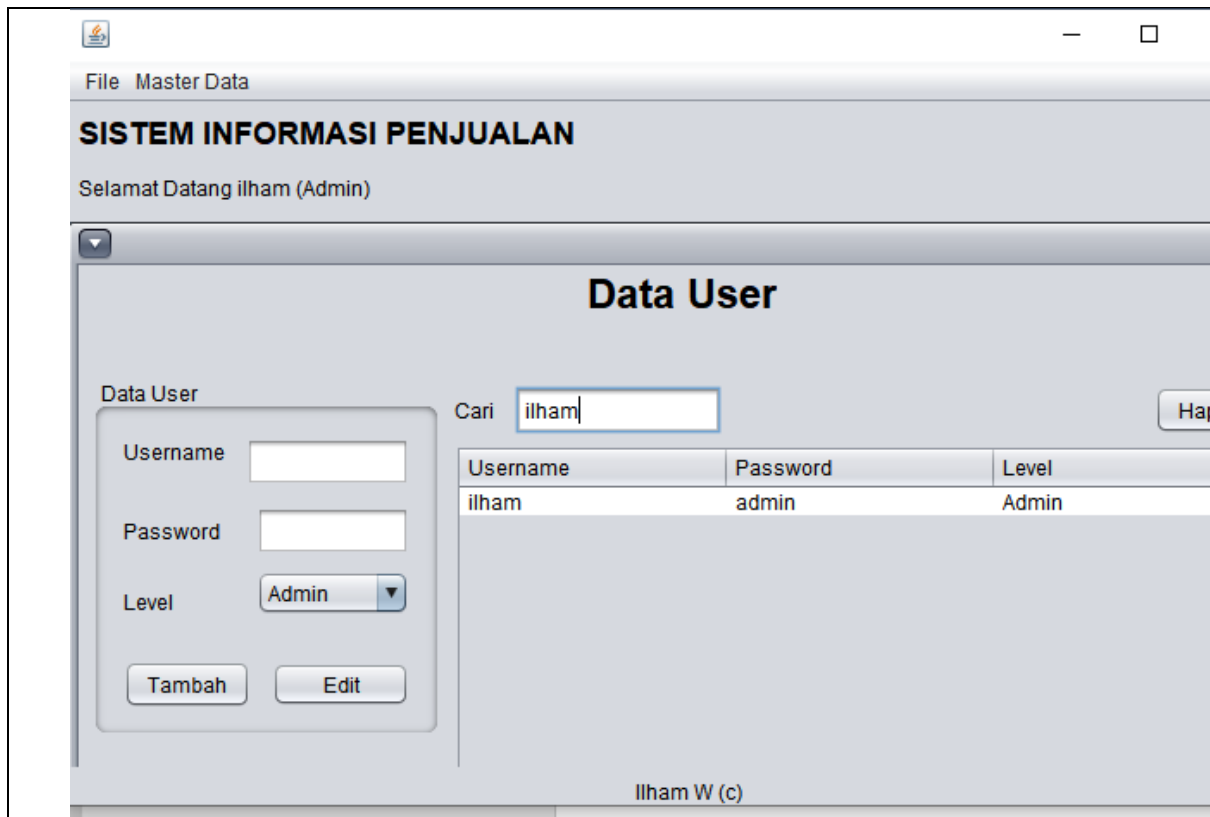 File Master Data
SISTEM INFORMASI PENJUALAN
Selamat Datang ilham (Admin)
Data User
Data User
Username
Password
Level Admin
Tambah Edit
Cari ilham
Username Password Level
ilham admin Admin
Ilham W (c)